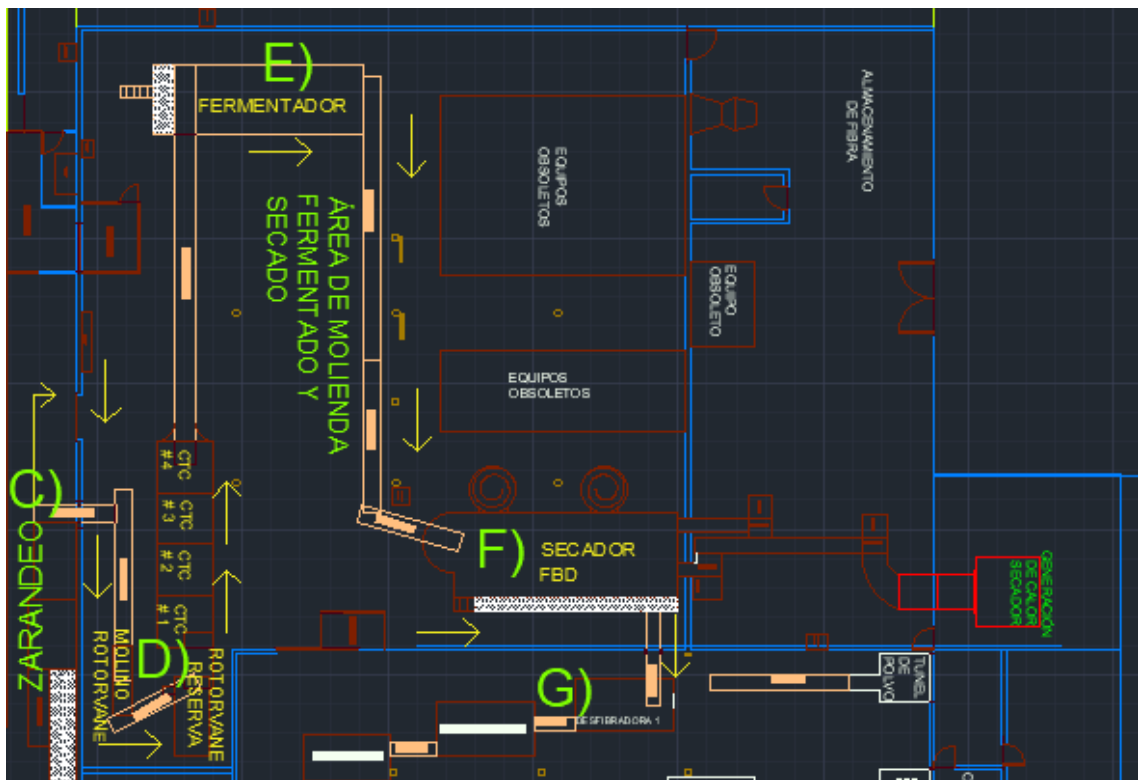 E)
FERMENTADOR
ALMACENAMIENTO
DE FIBRA
EQUIPOS
OBSOLETOS
ÁREA DE MOLIENDA
FERMENTADO Y
SECADO
EQUIPO
OBSOLETO
EQUIPOS
OBSOLETOS
C)
ZARANDEO
CTC
#4
CTC
#3
CTC
#2
CTC
#1
F)
SECADOR
FBD
GENERACIÓN
DE CALOR
SECADOR
D)
MOLINO
ROTORVANE
ROTORVANE
RESERVA
G)
DESFIBRADORA 1
TUNEL
DE
POLVO